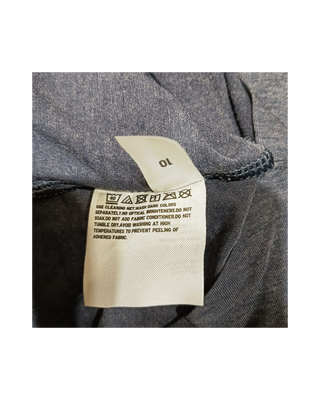 10
USE CLEANING NET.WASH DARK COLORS
SEPARATELY.NO OPTICAL BRIGHTENERS.DO NOT
SOAK.DO NOT ADD FABRIC CONDITIONER.DO NOT
TUMBLE DRY.AVOID WASHING AT HIGH
TEMPERATURES TO PREVENT PEELING OF
ADHERED FABRIC.